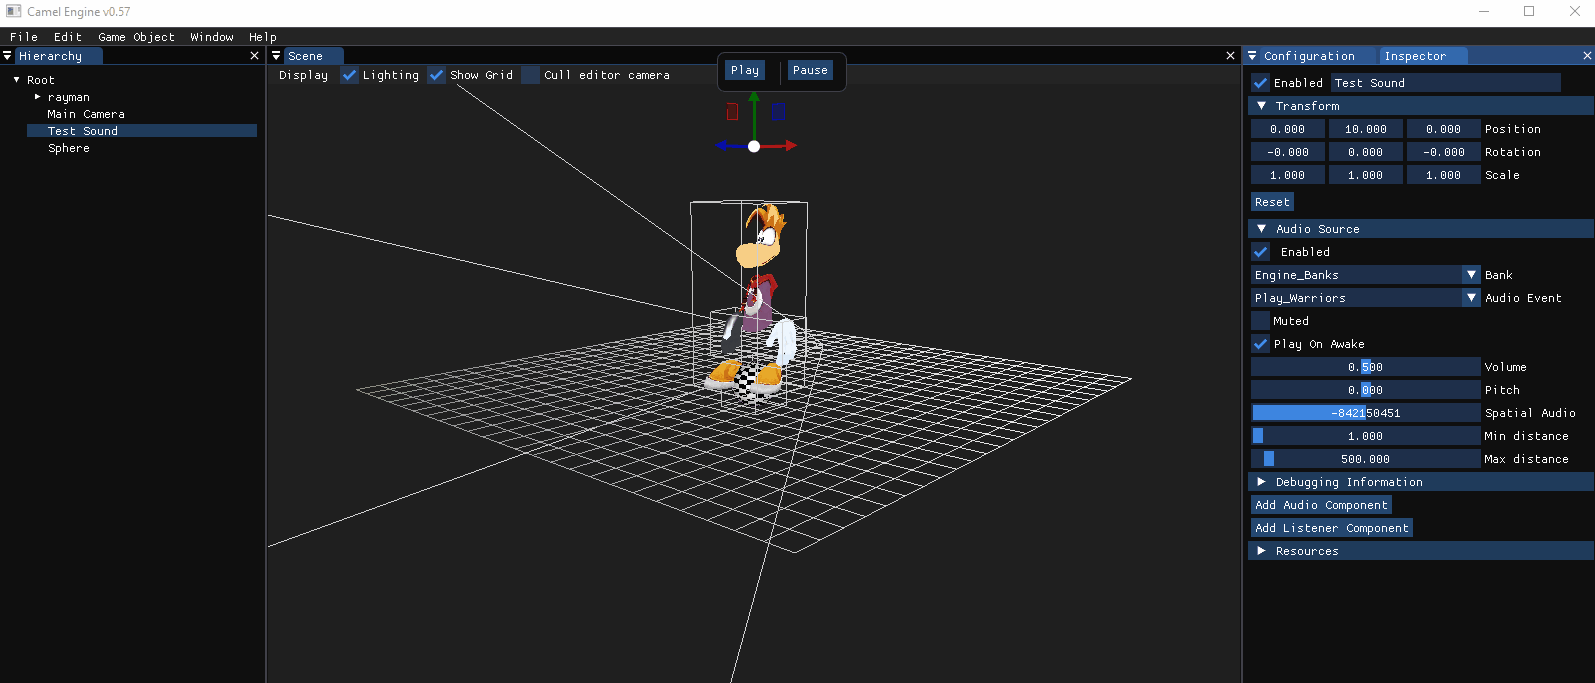 Camel Engine v0.57
File Edit Game Object Window Help
Hierarchy
Root
rayman
Main Camera
Test Sound
Sphere
Scene
Display Lighting Show Grid Cull editor camera
Play Pause
Configuration Inspector
Enabled Test Sound
Transform
0.000 10.000 0.000 Position
-0.000 0.000 -0.000 Rotation
1.000 1.000 1.000 Scale
Reset
Audio Source
Enabled
Engine_Banks Bank
Play_Warriors Audio Event
Muted
Play On Awake
0.500 Volume
0.000 Pitch
-842150451 Spatial Audio
1.000 Min distance
500.000 Max distance
Debugging Information
Add Audio Component
Add Listener Component
Resources